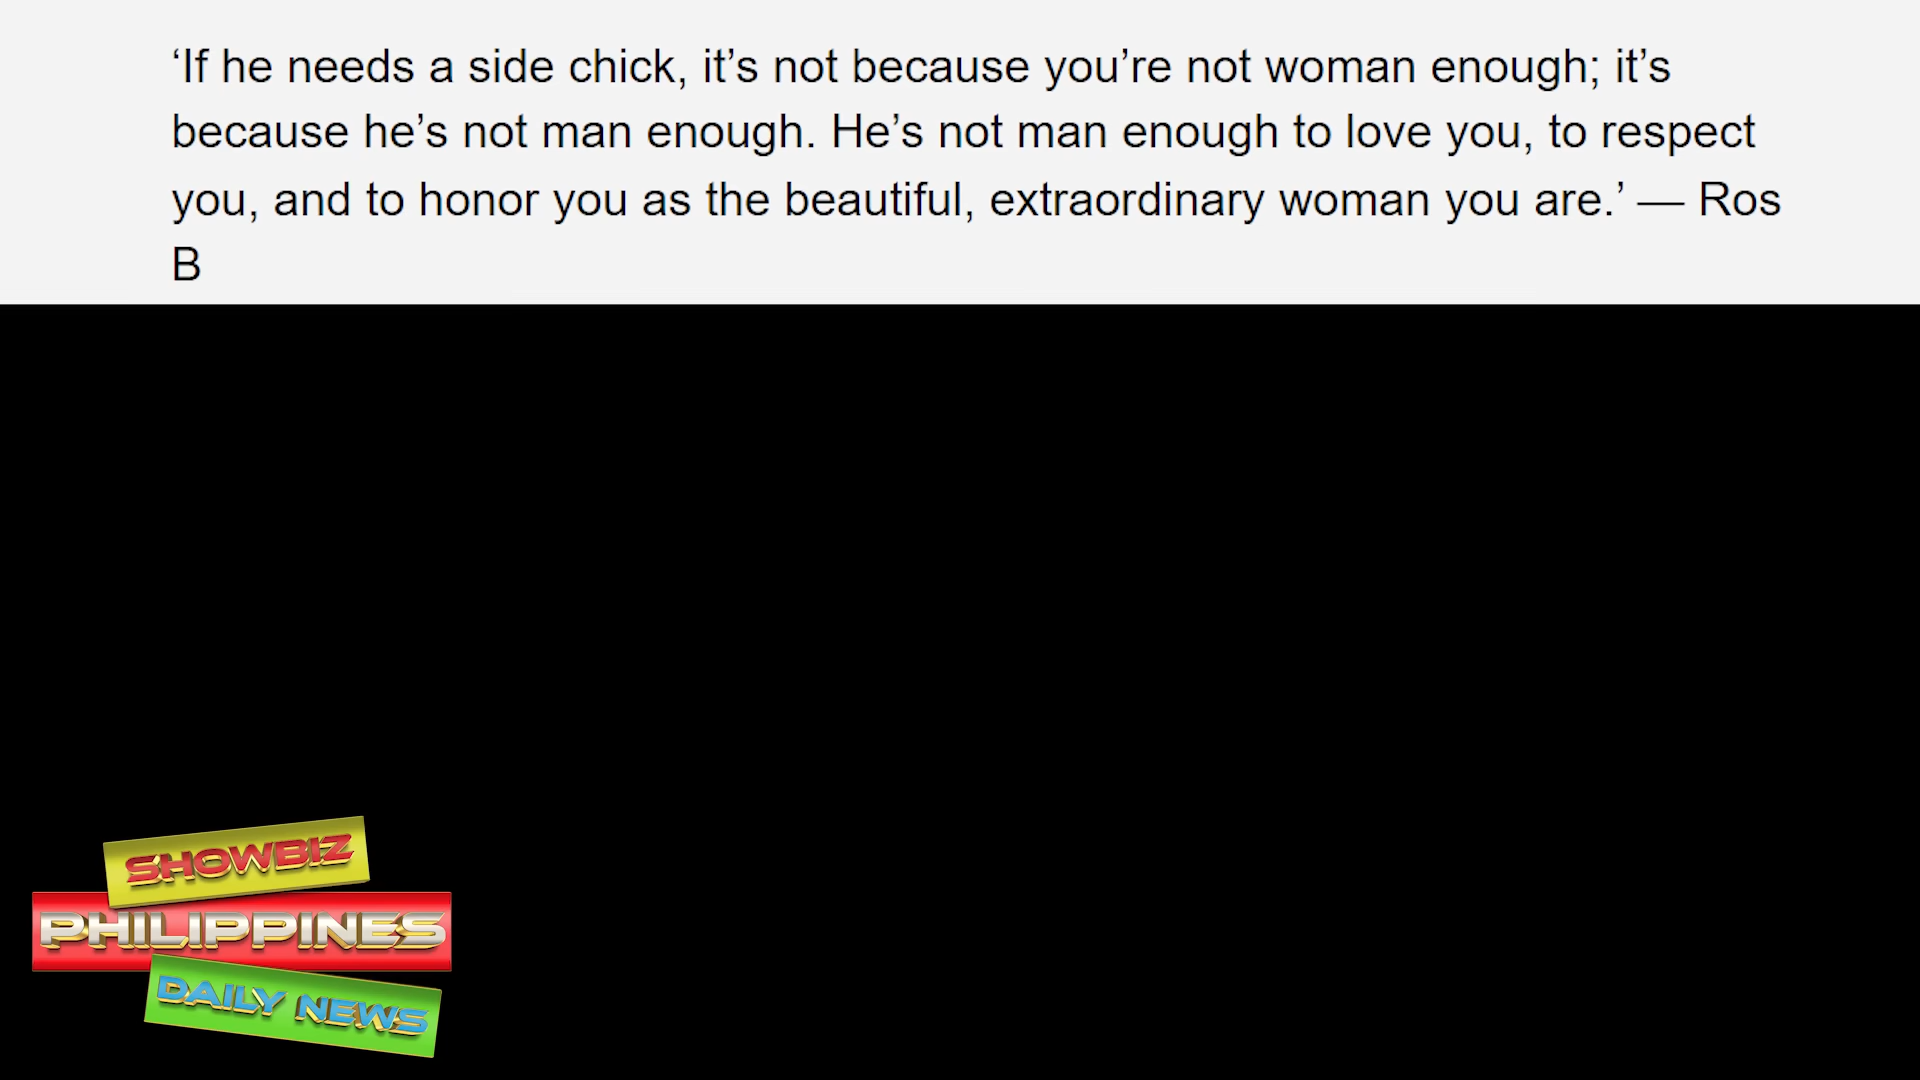 ‘If he needs a side chick, it’s not because you’re not woman enough; it’s
because he’s not man enough. He’s not man enough to love you, to respect
you, and to honor you as the beautiful, extraordinary woman you are.’ — Ros
B
SHOWBIZ
PHILIPPINES
DAILY NEWS